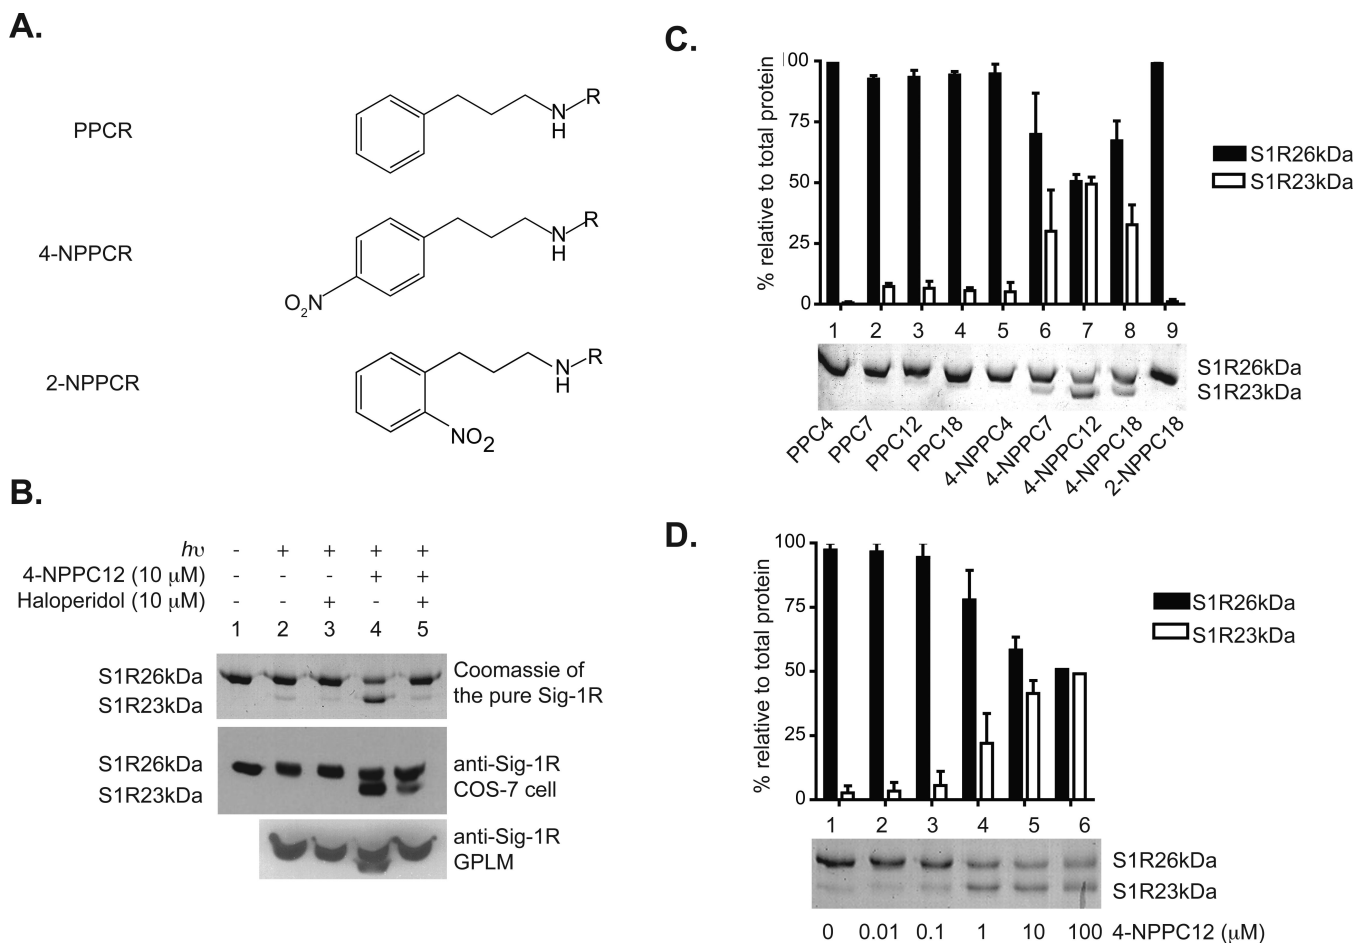 A.
PPCR
N
H
R
4-NPPCR
O2N
N
H
R
2-NPPCR
N
H
R
NO2
B.
hυ - + + + +
4-NPPC12 (10 µM) - - - + +
Haloperidol (10 µM) - - + - +
1 2 3 4 5
S1R26kDa
S1R23kDa
Coomassie of
the pure Sig-1R
S1R26kDa
S1R23kDa
anti-Sig-1R
COS-7 cell
anti-Sig-1R
GPLM
C.
% relative to total protein
100
75
50
25
0
S1R26kDa
S1R23kDa
1 2 3 4 5 6 7 8 9
S1R26kDa
S1R23kDa
PPC4 PPC7 PPC12 PPC18 4-NPPC4 4-NPPC7 4-NPPC12 4-NPPC18 2-NPPC18
D.
% relative to total protein
100
75
50
25
0
S1R26kDa
S1R23kDa
1 2 3 4 5 6
S1R26kDa
S1R23kDa
0 0.01 0.1 1 10 100 4-NPPC12 (µM)